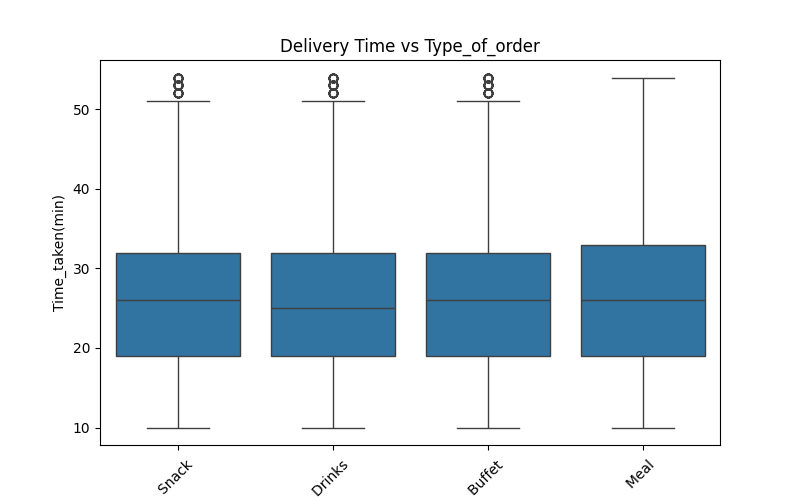 Delivery Time vs Type_of_order
Time_taken(min)
50
40
30
20
10
Snack
Drinks
Buffet
Meal